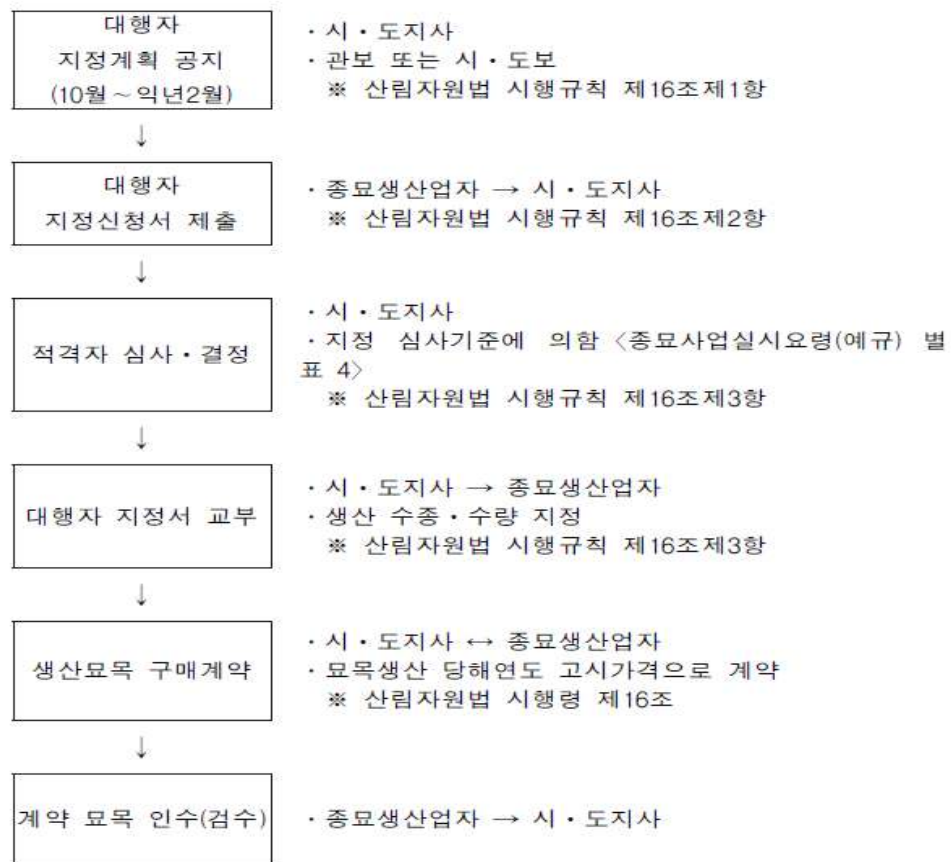 대행자
지정계획 공지
(10월～익년2월)
· 시・도지사
· 관보 또는 시・도보
※ 산림자원법 시행규칙 제16조제1항
↓
대행자
지정신청서 제출
· 종묘생산업자 → 시・도지사
※ 산림자원법 시행규칙 제16조제2항
↓
적격자 심사・결정
· 시・도지사
· 지정 심사기준에 의함 〈종묘사업실시요령(예규) 별
표 4〉
※ 산림자원법 시행규칙 제16조제3항
↓
대행자 지정서 교부
· 시・도지사 → 종묘생산업자
· 생산 수종・수량 지정
※ 산림자원법 시행규칙 제16조제3항
↓
생산묘목 구매계약
· 시・도지사 ↔ 종묘생산업자
· 묘목생산 당해연도 고시가격으로 계약
※ 산림자원법 시행령 제16조
↓
계약 묘목 인수(검수)
· 종묘생산업자 → 시・도지사